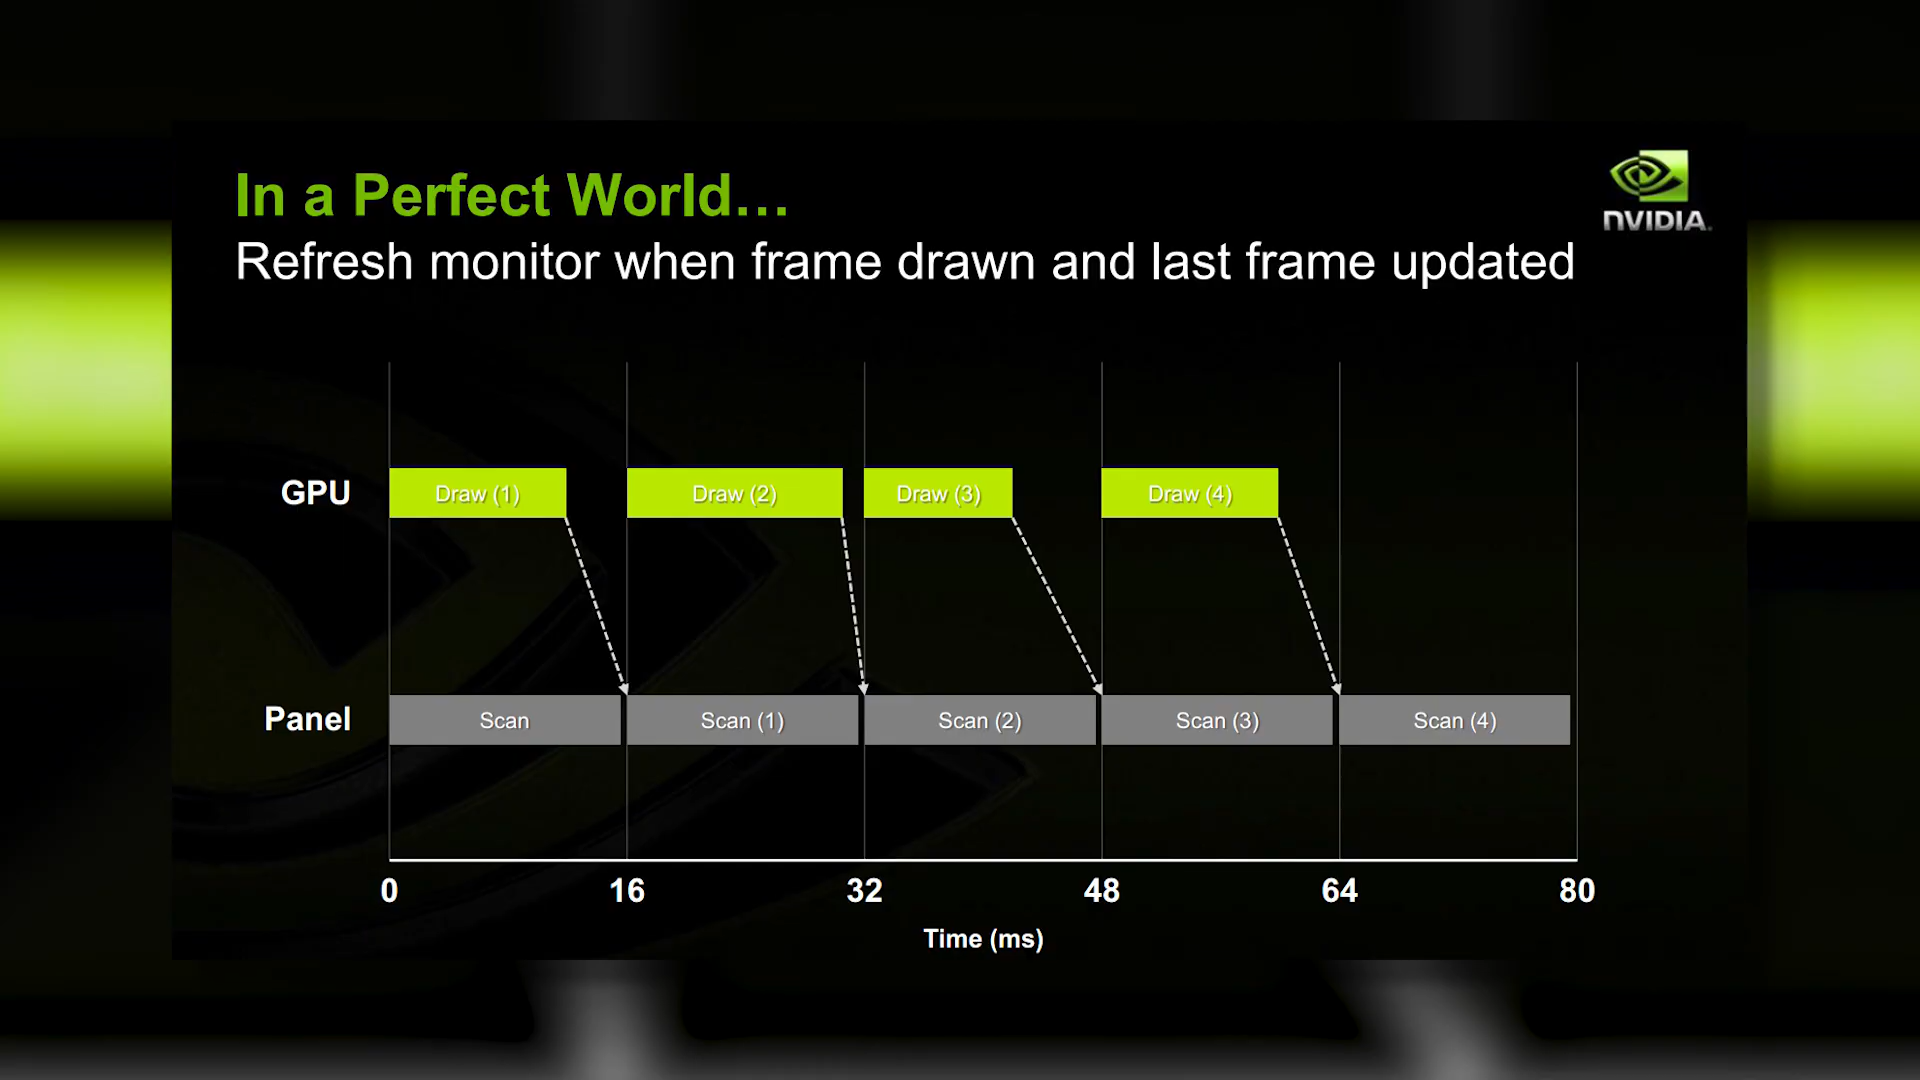 In a Perfect World...
Refresh monitor when frame drawn and last frame updated
NVIDIA.
GPU
Draw (1)
Draw (2)
Draw (3)
Draw (4)
Panel
Scan
Scan (1)
Scan (2)
Scan (3)
Scan (4)
0 16 32 48 64 80
Time (ms)